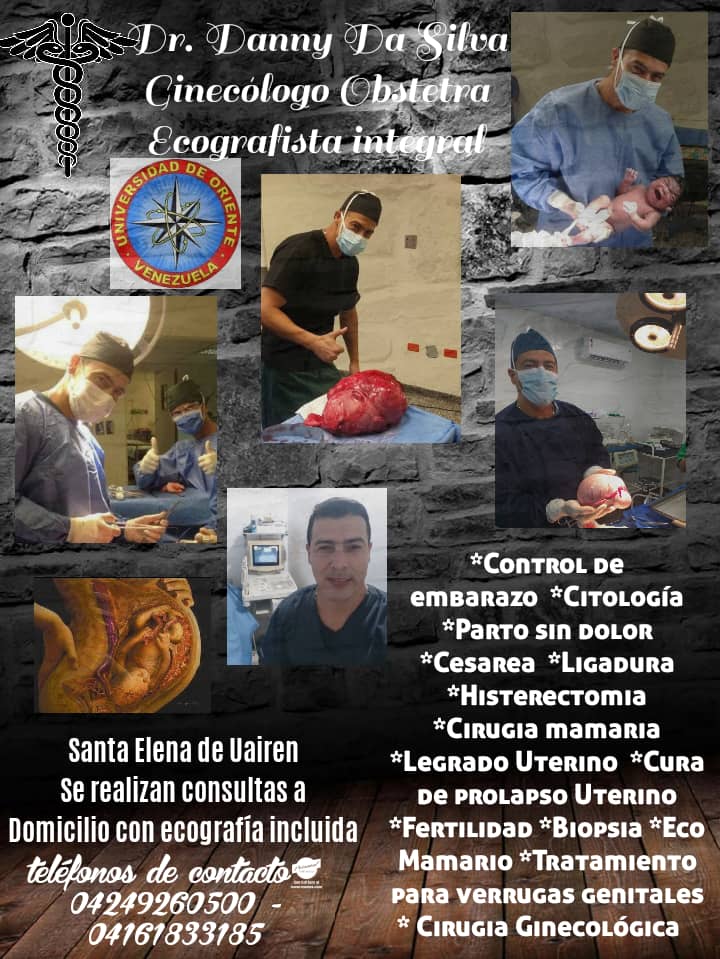 Dr. Danny Da Silva
Ginecólogo Obstetra
Ecografista integral
UNIVERSIDAD DE ORIENTE
VENEZUELA
*Control de
embarazo *Citología
*Parto sin dolor
*Cesarea *Ligadura
*Histerectomia
*Cirugia mamaria
*Legrado Uterino *Cura
de prolapso Uterino
*Fertilidad *Biopsia *Eco
Mamario *Tratamiento
para verrugas genitales
* Cirugia Ginecológica
Santa Elena de Uairen
Se realizan consultas a
Domicilio con ecografía incluida
teléfonos de contacto
04249260500 -
04161833185